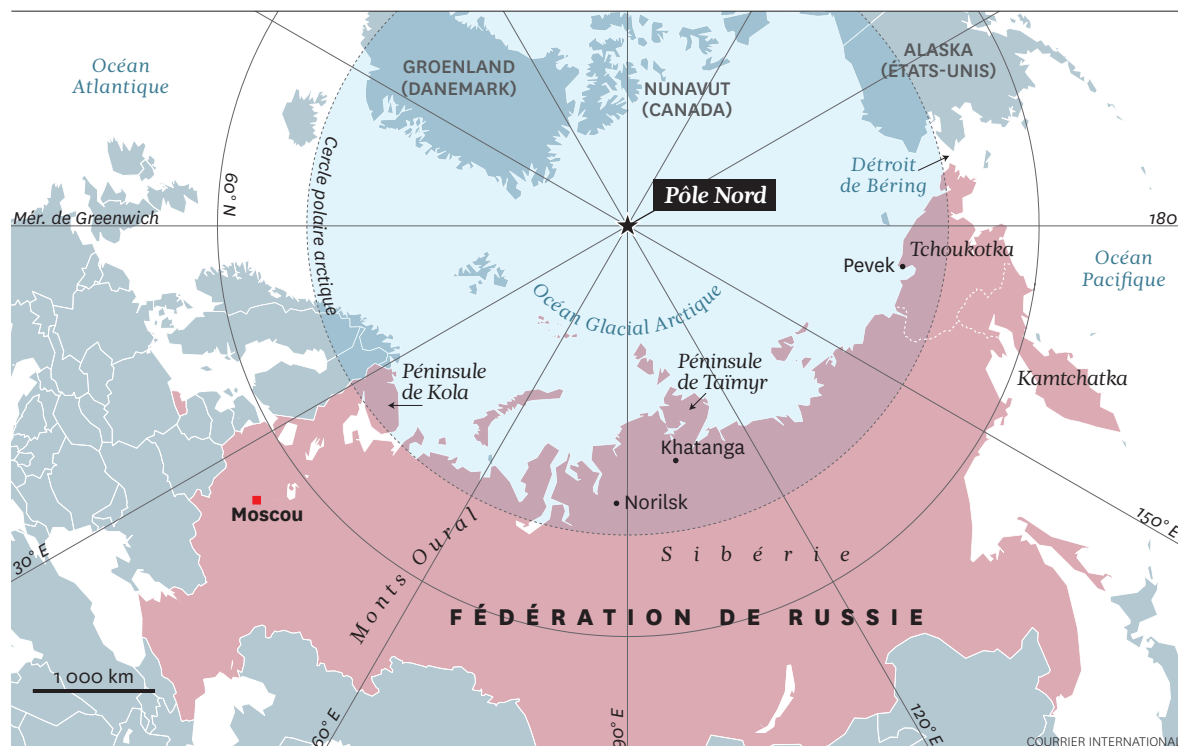 Océan
Atlantique
GROENLAND
(DANEMARK)
NUNAVUT
(CANADA)
ALASKA
(ÉTATS-UNIS)
Cercle polaire arctique
60° N
Détroit
de Béring
Pôle Nord
Mér. de Greenwich
180
Tchoukotka
Pevek
Océan
Pacifique
Océan Glacial Arctique
Péninsule
de Kola
Péninsule
de Taïmyr
Kamtchatka
Khatanga
Norilsk
Moscou
30° E
150° E
Monts Oural
Sibérie
FÉDÉRATION DE RUSSIE
1 000 km
60° E
120° E
COURRIER INTERNATIONAL